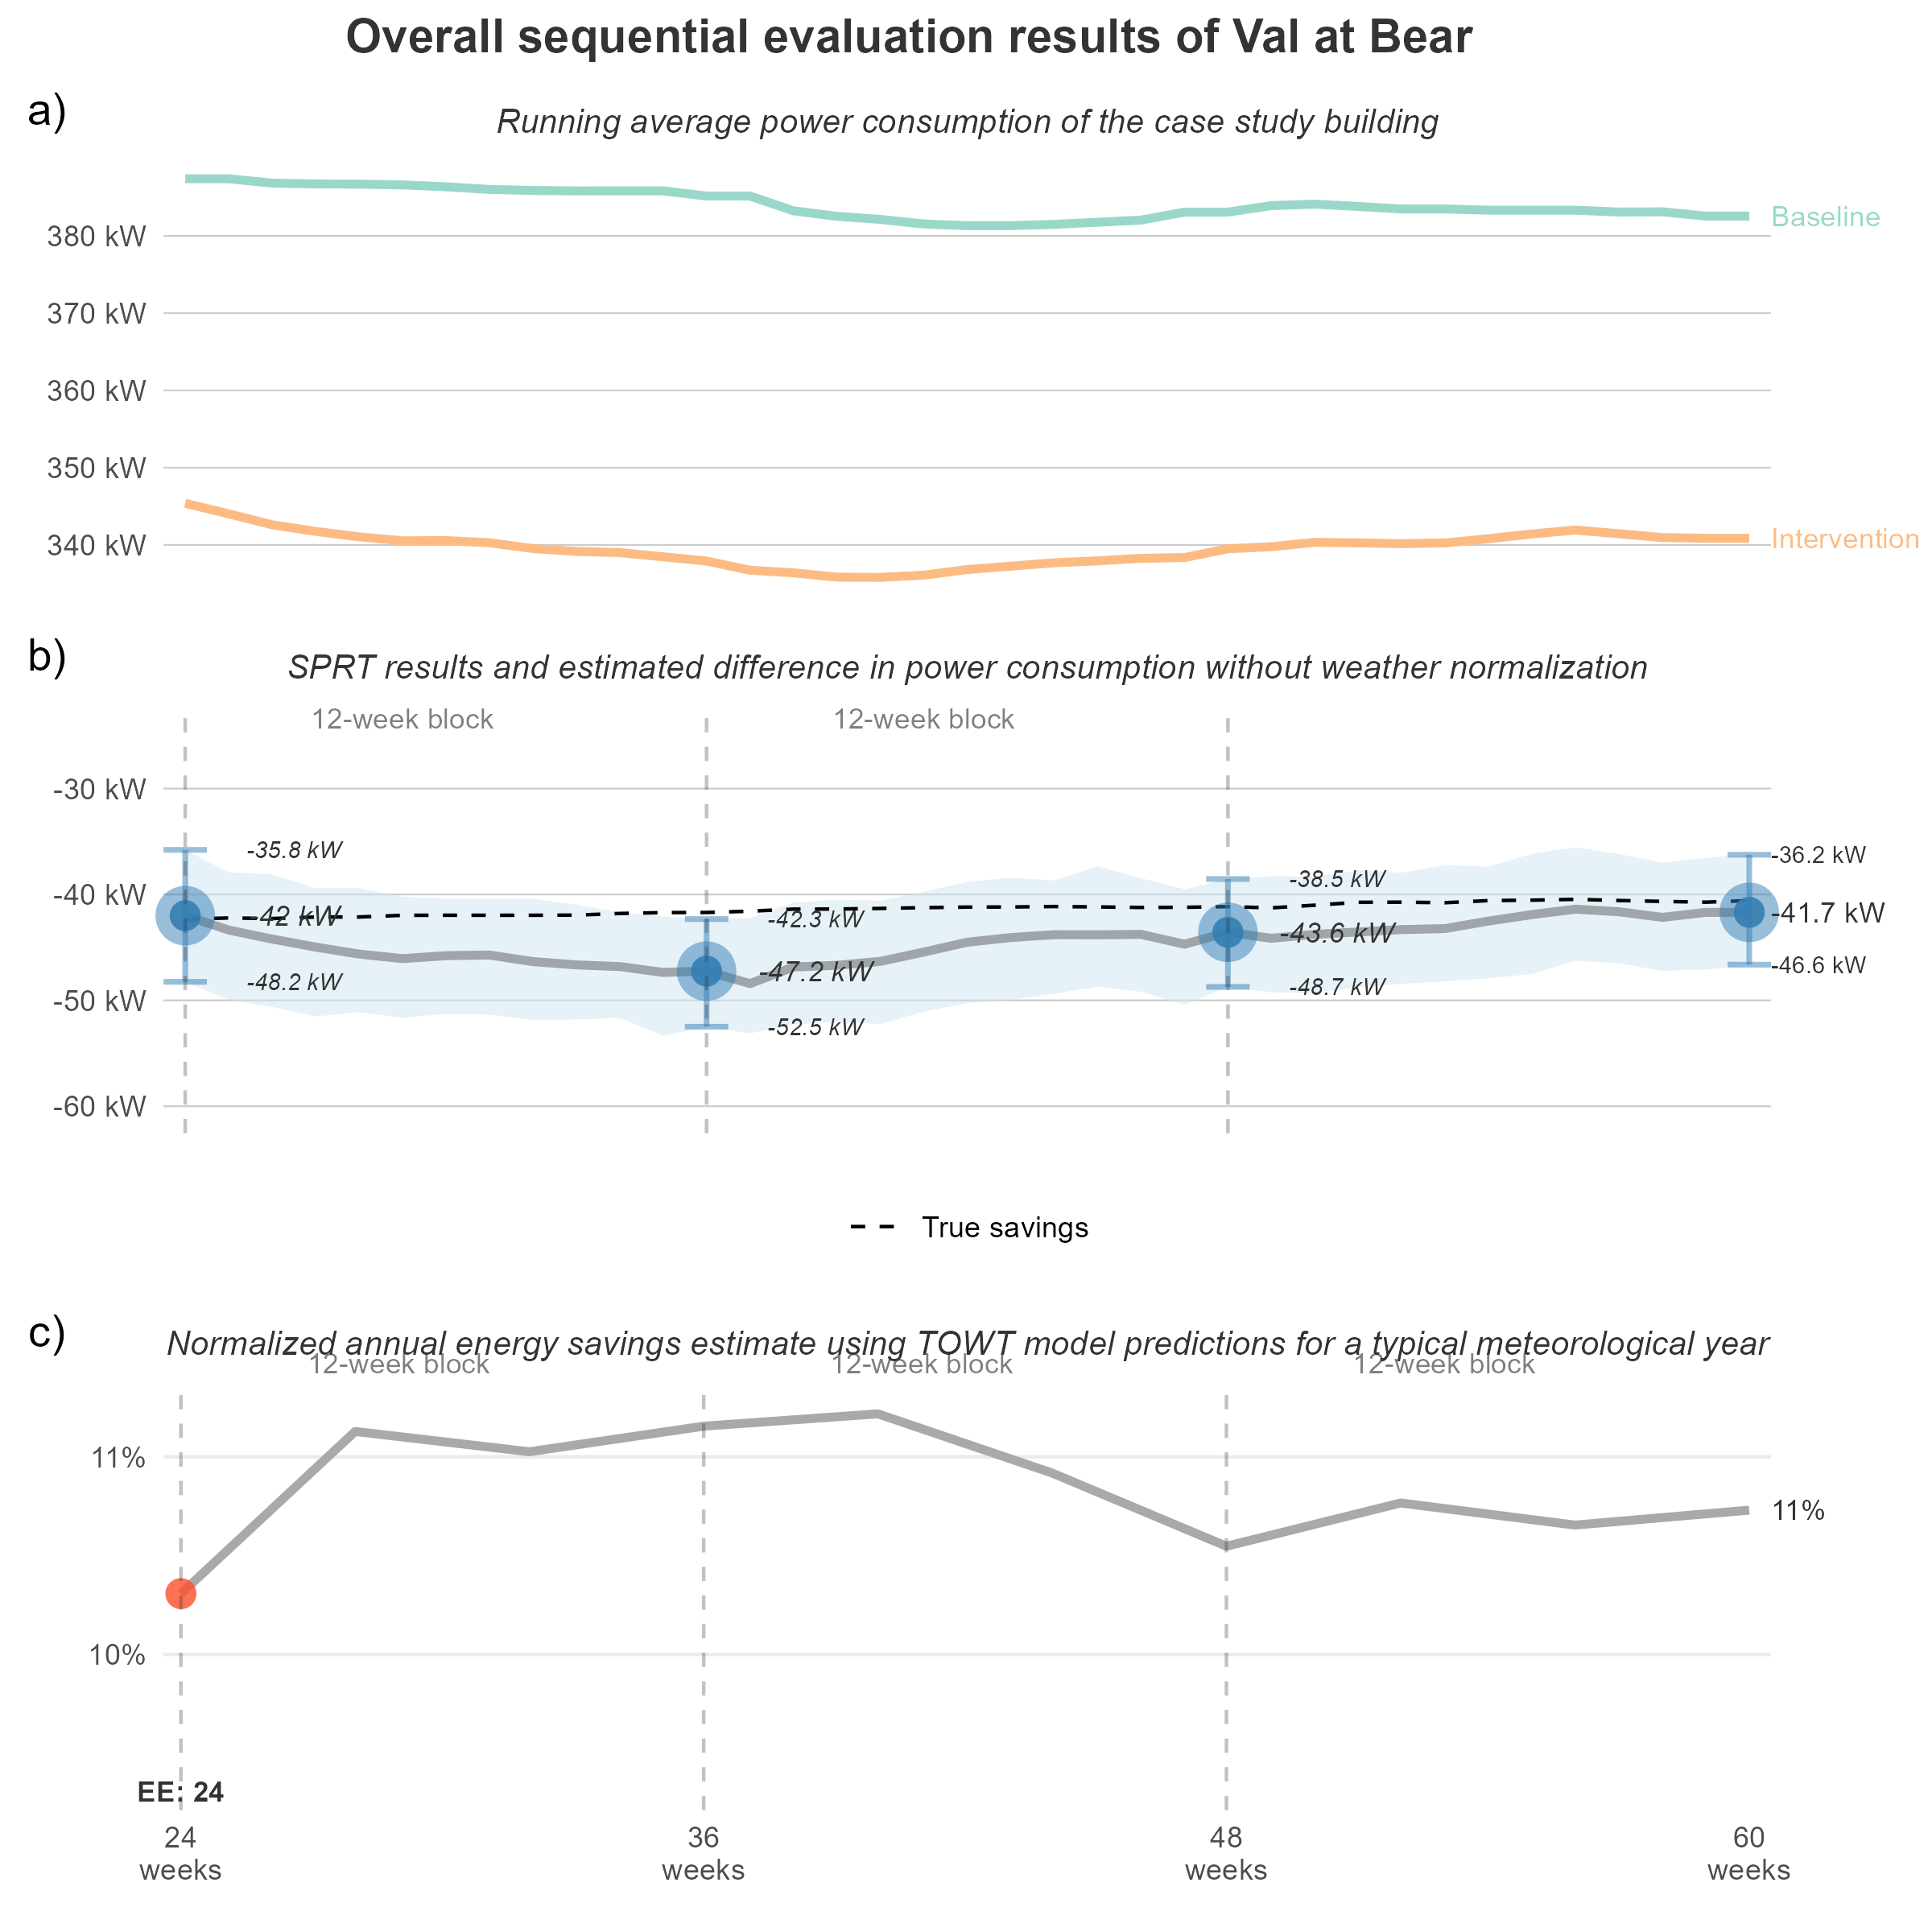 Overall sequential evaluation results of Val at Bear
a)
Running average power consumption of the case study building
380 kW
370 kW
360 kW
350 kW
340 kW
Baseline
Intervention
b)
SPRT results and estimated difference in power consumption without weather normalization
12-week block
12-week block
-30 kW
-40 kW
-50 kW
-60 kW
-35.8 kW
-42 kW
-48.2 kW
-42.3 kW
-47.2 kW
-52.5 kW
-38.5 kW
-43.6 kW
-48.7 kW
-36.2 kW
-41.7 kW
-46.6 kW
True savings
c)
Normalized annual energy savings estimate using TOWT model predictions for a typical meteorological year
12-week block
12-week block
12-week block
11%
10%
11%
EE: 24
24
weeks
36
weeks
48
weeks
60
weeks